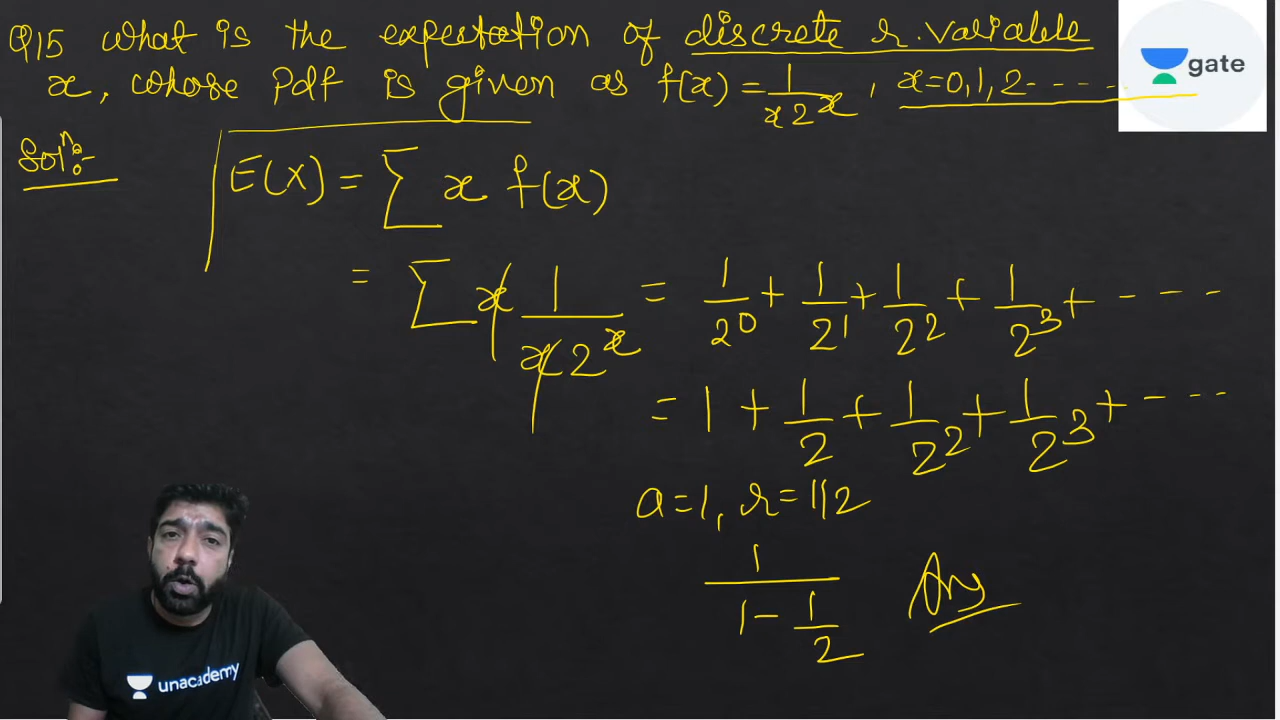 Q15 What is the expectation of discrete r.variable
x, whose Pdf is given as f(x) = 1/x2^x , x=0,1,2-----
gate
Solⁿ:-
E(X) = ∑ x f(x)
= ∑ x 1/x2^x = 1/2^0 + 1/2^1 + 1/2^2 + 1/2^3 + ---
= 1 + 1/2 + 1/2^2 + 1/2^3 + ---
a=1, r=1/2
1/(1-1/2) Ans
unacademy